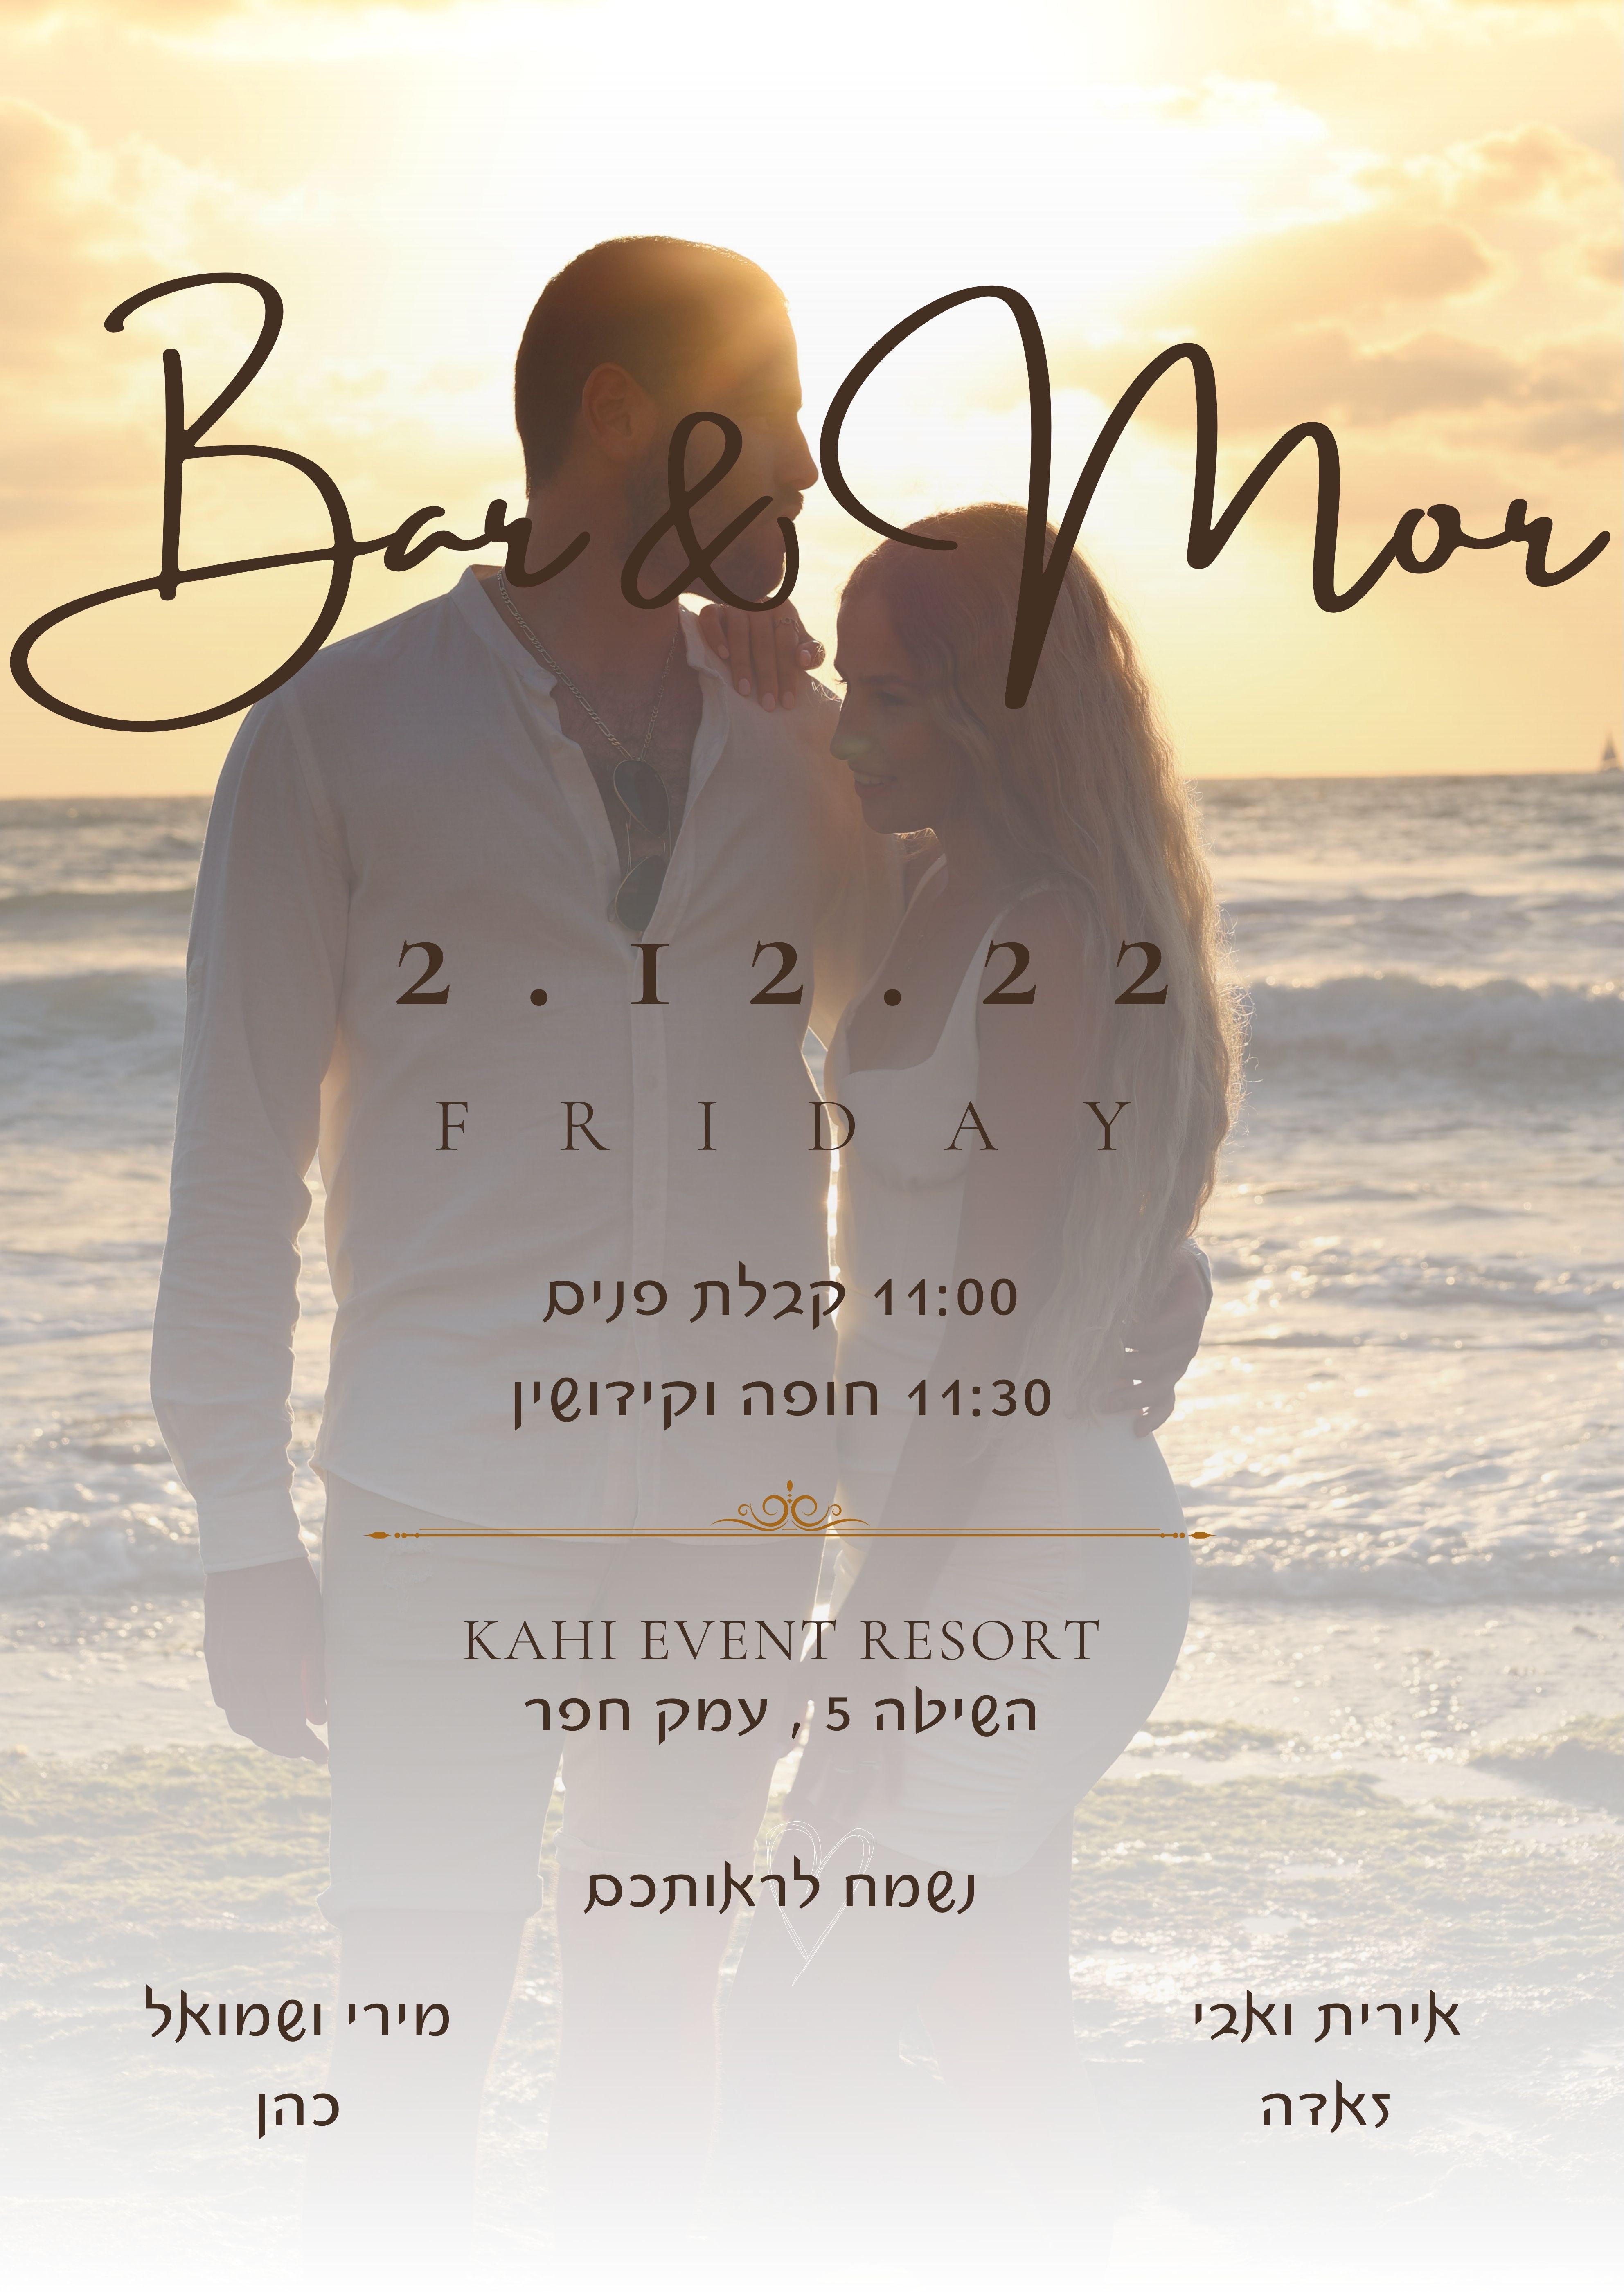 Bar & Mor
2.12.22
FRIDAY
11:00 קבלת פנים
11:30 חופה וקידושין
KAHI EVENT RESORT
השיטה 5 , עמק חפר
נשמח לראותכם
אירית ואבי
זאדה
מירי ושמואל
כהן